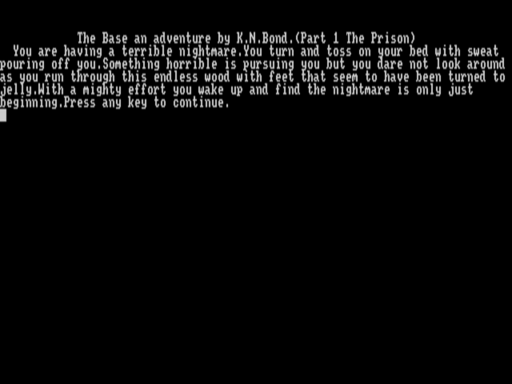 The Base an adventure by K.N.Bond.(Part 1 The Prison)
You are having a terrible nightmare.You turn and toss on your bed with sweat
pouring off you.Something horrible is pursuing you but you dare not look around
as you run through this endless wood with feet that seem to have been turned to
jelly.With a mighty effort you wake up and find the nightmare is only just
beginning.Press any key to continue.